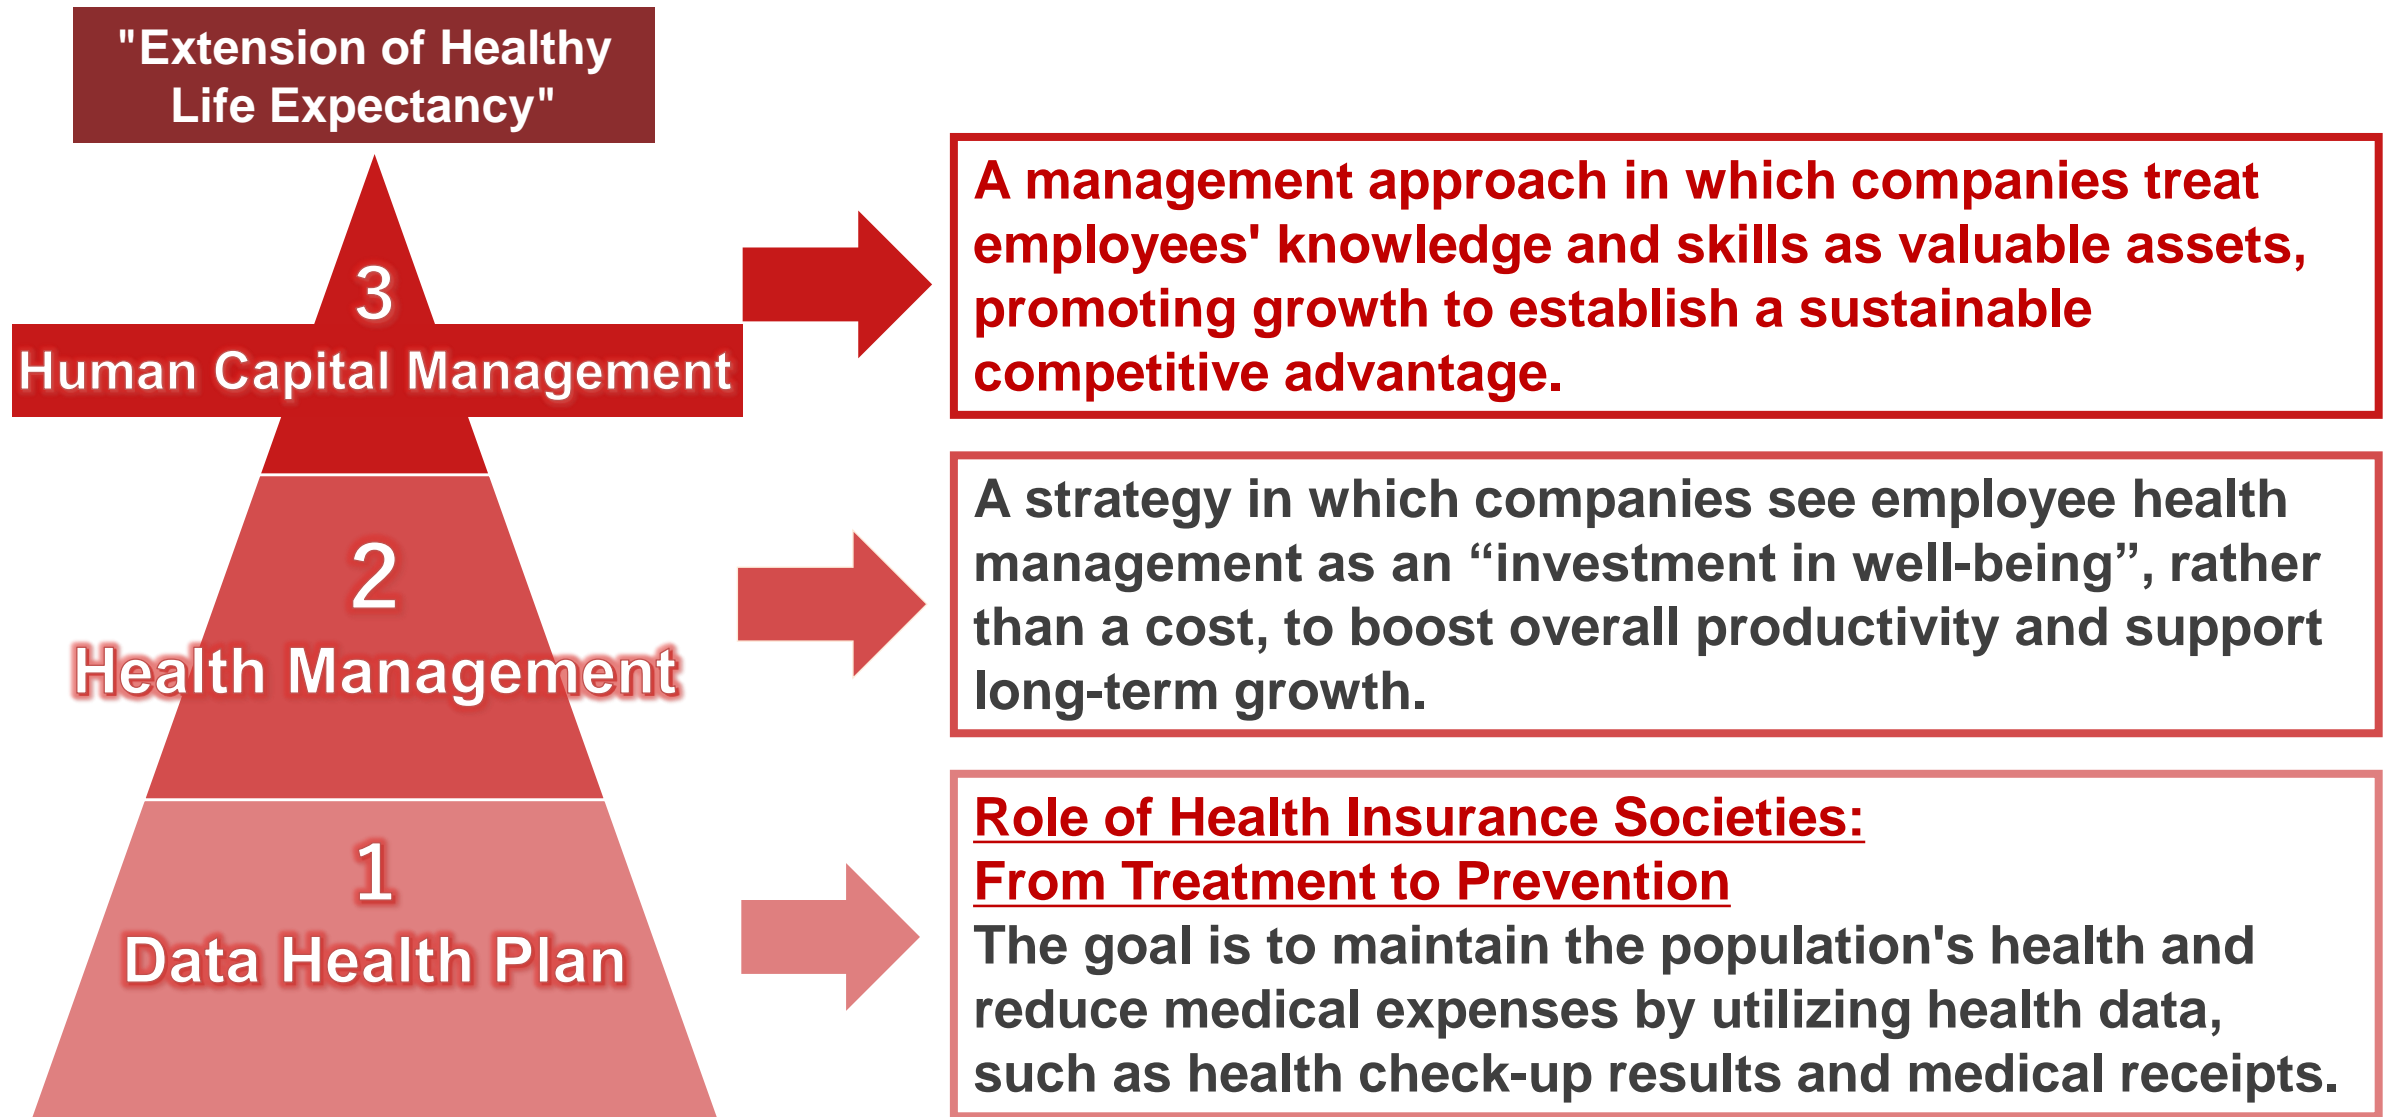 "Extension of Healthy
Life Expectancy"
3
Human Capital Management
A management approach in which companies treat
employees' knowledge and skills as valuable assets,
promoting growth to establish a sustainable
competitive advantage.
2
Health Management
A strategy in which companies see employee health
management as an “investment in well-being”, rather
than a cost, to boost overall productivity and support
long-term growth.
1
Data Health Plan
Role of Health Insurance Societies:
From Treatment to Prevention
The goal is to maintain the population's health and
reduce medical expenses by utilizing health data,
such as health check-up results and medical receipts.